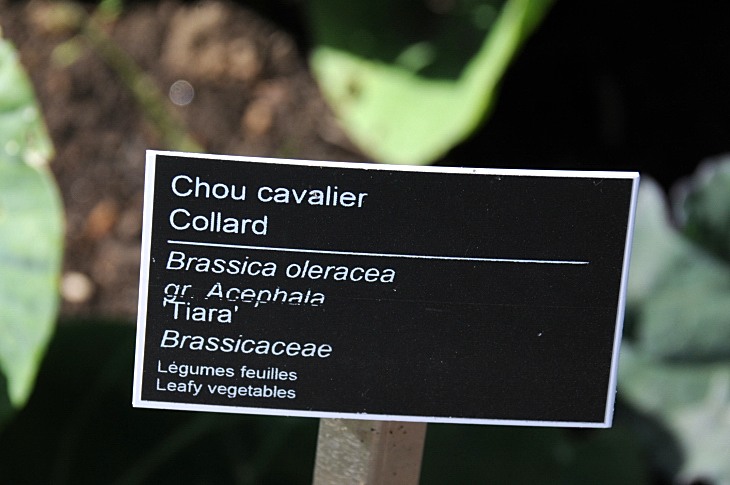 Chou cavalier
Collard
Brassica oleracea
gr. Acephala
'Tiara'
Brassicaceae
Légumes feuilles
Leafy vegetables